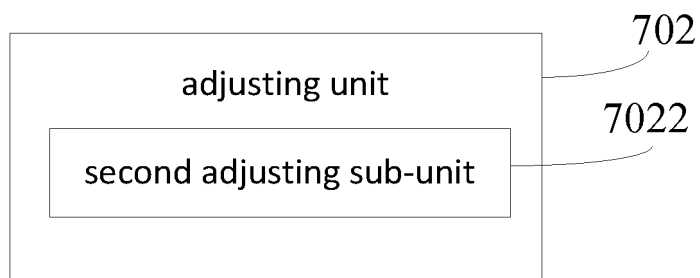 702
adjusting unit
7022
second adjusting sub-unit